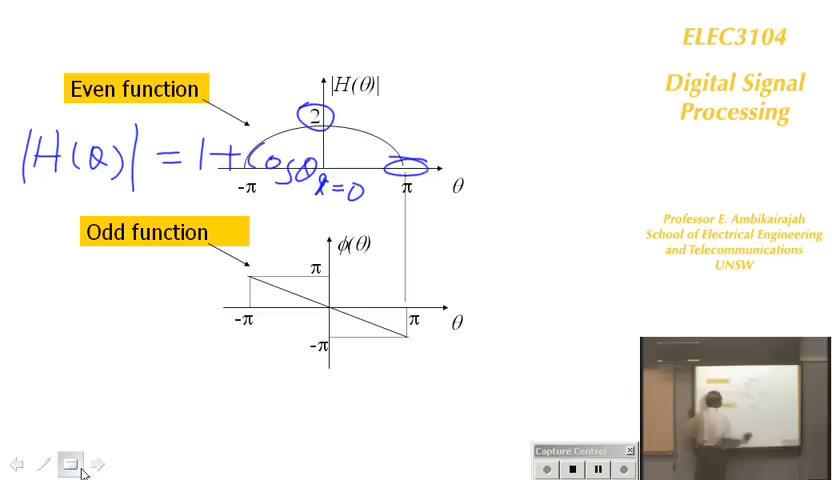 ELEC3104
Digital Signal
Processing
Even function
|H(θ)|
2
|H(θ)| = 1+Cosθ
=0
-π
π
θ
Odd function
ϕ(θ)
π
-π
π
θ
-π
Professor E. Ambikairajah
School of Electrical Engineering
and Telecommunications
UNSW
Capture Control